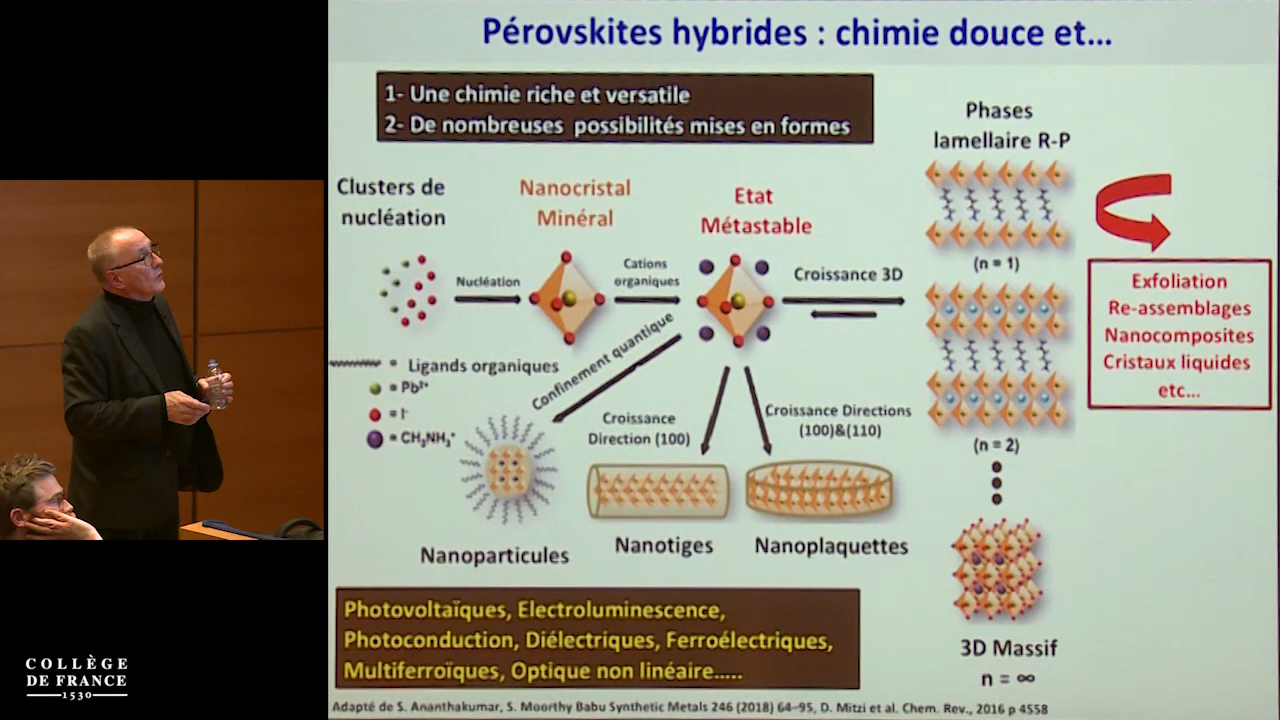 Pérovskites hybrides : chimie douce et...
1- Une chimie riche et versatile
2- De nombreuses possibilités mises en formes
Phases
lamellaire R-P
Clusters de
nucléation
Nanocristal
Minéral
Etat
Métastable
(n = 1)
Nucléation
Cations
organiques
Croissance 3D
Exfoliation
Re-assemblages
Nanocomposites
Cristaux liquides
etc...
= Ligands organiques
= Pb²⁺
= I⁻
= CH₃NH₃⁺
Confinement quantique
Croissance
Direction (100)
Croissance Directions
(100)&(110)
(n = 2)
Nanoparticules
Nanotiges
Nanoplaquettes
Photovoltaïques, Electroluminescence,
Photoconduction, Diélectriques, Ferroélectriques,
Multiferroïques, Optique non linéaire.....
3D Massif
n = ∞
Adapté de S. Ananthakumar, S. Moorthy Babu Synthetic Metals 246 (2018) 64–95, D. Mitzi et al. Chem. Rev., 2016 p 4558
COLLÈGE
DE FRANCE
1530